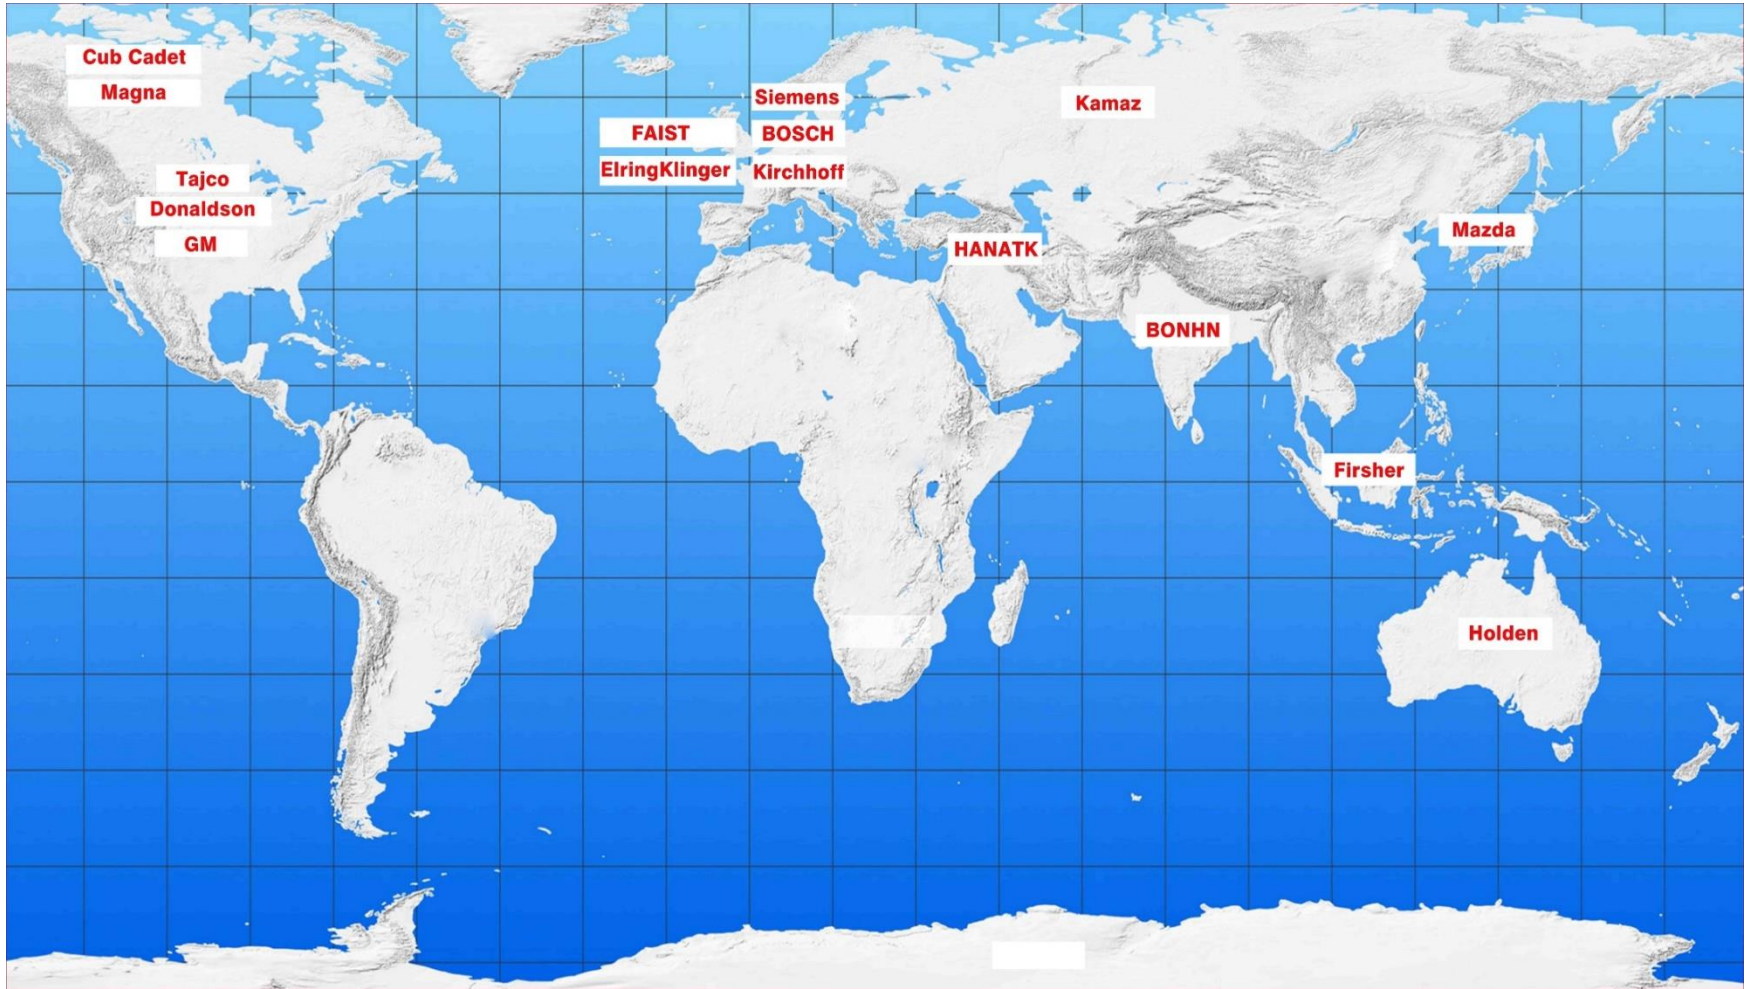 Cub Cadet
Magna
Siemens
Kamaz
FAIST
BOSCH
ElringKlinger
Kirchhoff
Tajco
Donaldson
GM
Mazda
HANATK
BONHN
Firsher
Holden